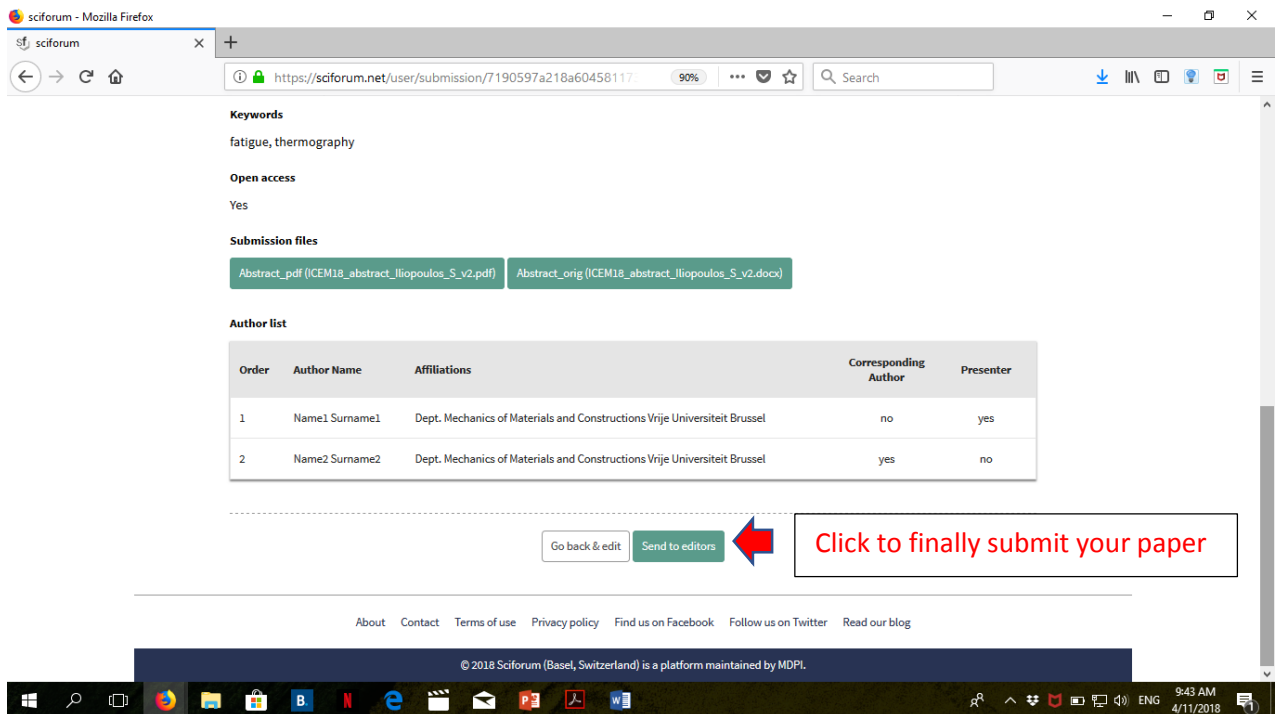 sciforum - Mozilla Firefox
sciforum
https://sciforum.net/user/submission/7190597a218a60458117
90%
Search
Keywords
fatigue, thermography
Open access
Yes
Submission files
Abstract_pdf (ICEM18_abstract_Iliopoulos_S_v2.pdf) Abstract_orig (ICEM18_abstract_Iliopoulos_S_v2.docx)
Author list
Order Author Name Affiliations Corresponding Author Presenter
1 Name1 Surname1 Dept. Mechanics of Materials and Constructions Vrije Universiteit Brussel no yes
2 Name2 Surname2 Dept. Mechanics of Materials and Constructions Vrije Universiteit Brussel yes no
Go back & edit Send to editors Click to finally submit your paper
About Contact Terms of use Privacy policy Find us on Facebook Follow us on Twitter Read our blog
© 2018 Sciforum (Basel, Switzerland) is a platform maintained by MDPI.
ENG 9:43 AM
4/11/2018